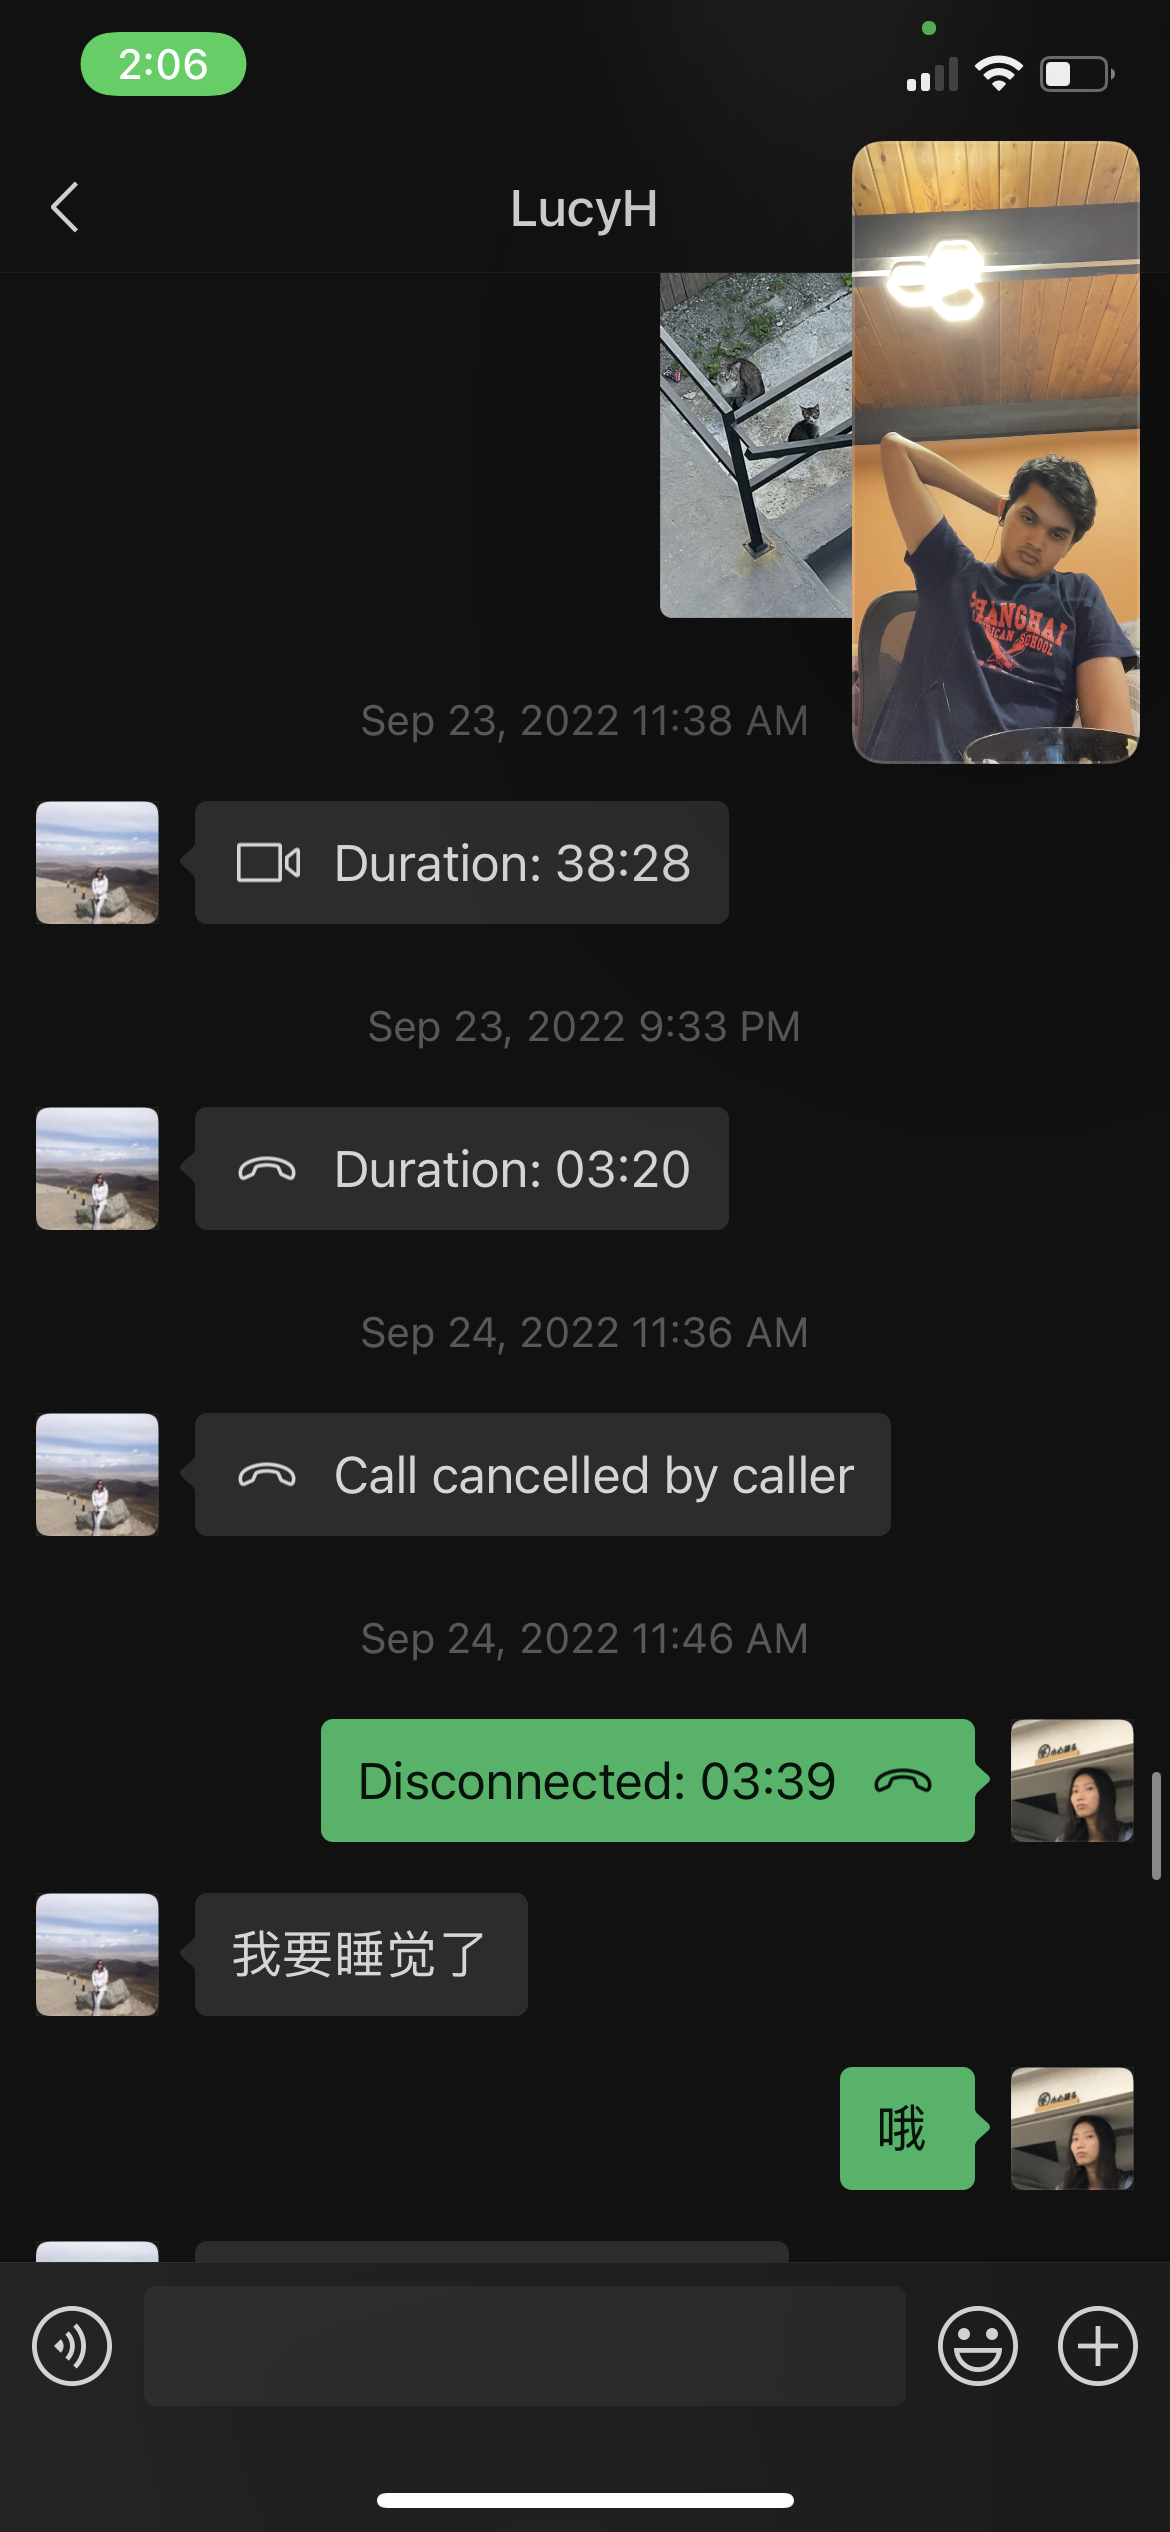 2:06
LucyH
SHANGHAI
AMERICAN SCHOOL
Sep 23, 2022 11:38 AM
Duration: 38:28
Sep 23, 2022 9:33 PM
Duration: 03:20
Sep 24, 2022 11:36 AM
Call cancelled by caller
Sep 24, 2022 11:46 AM
Disconnected: 03:39
我要睡觉了
哦